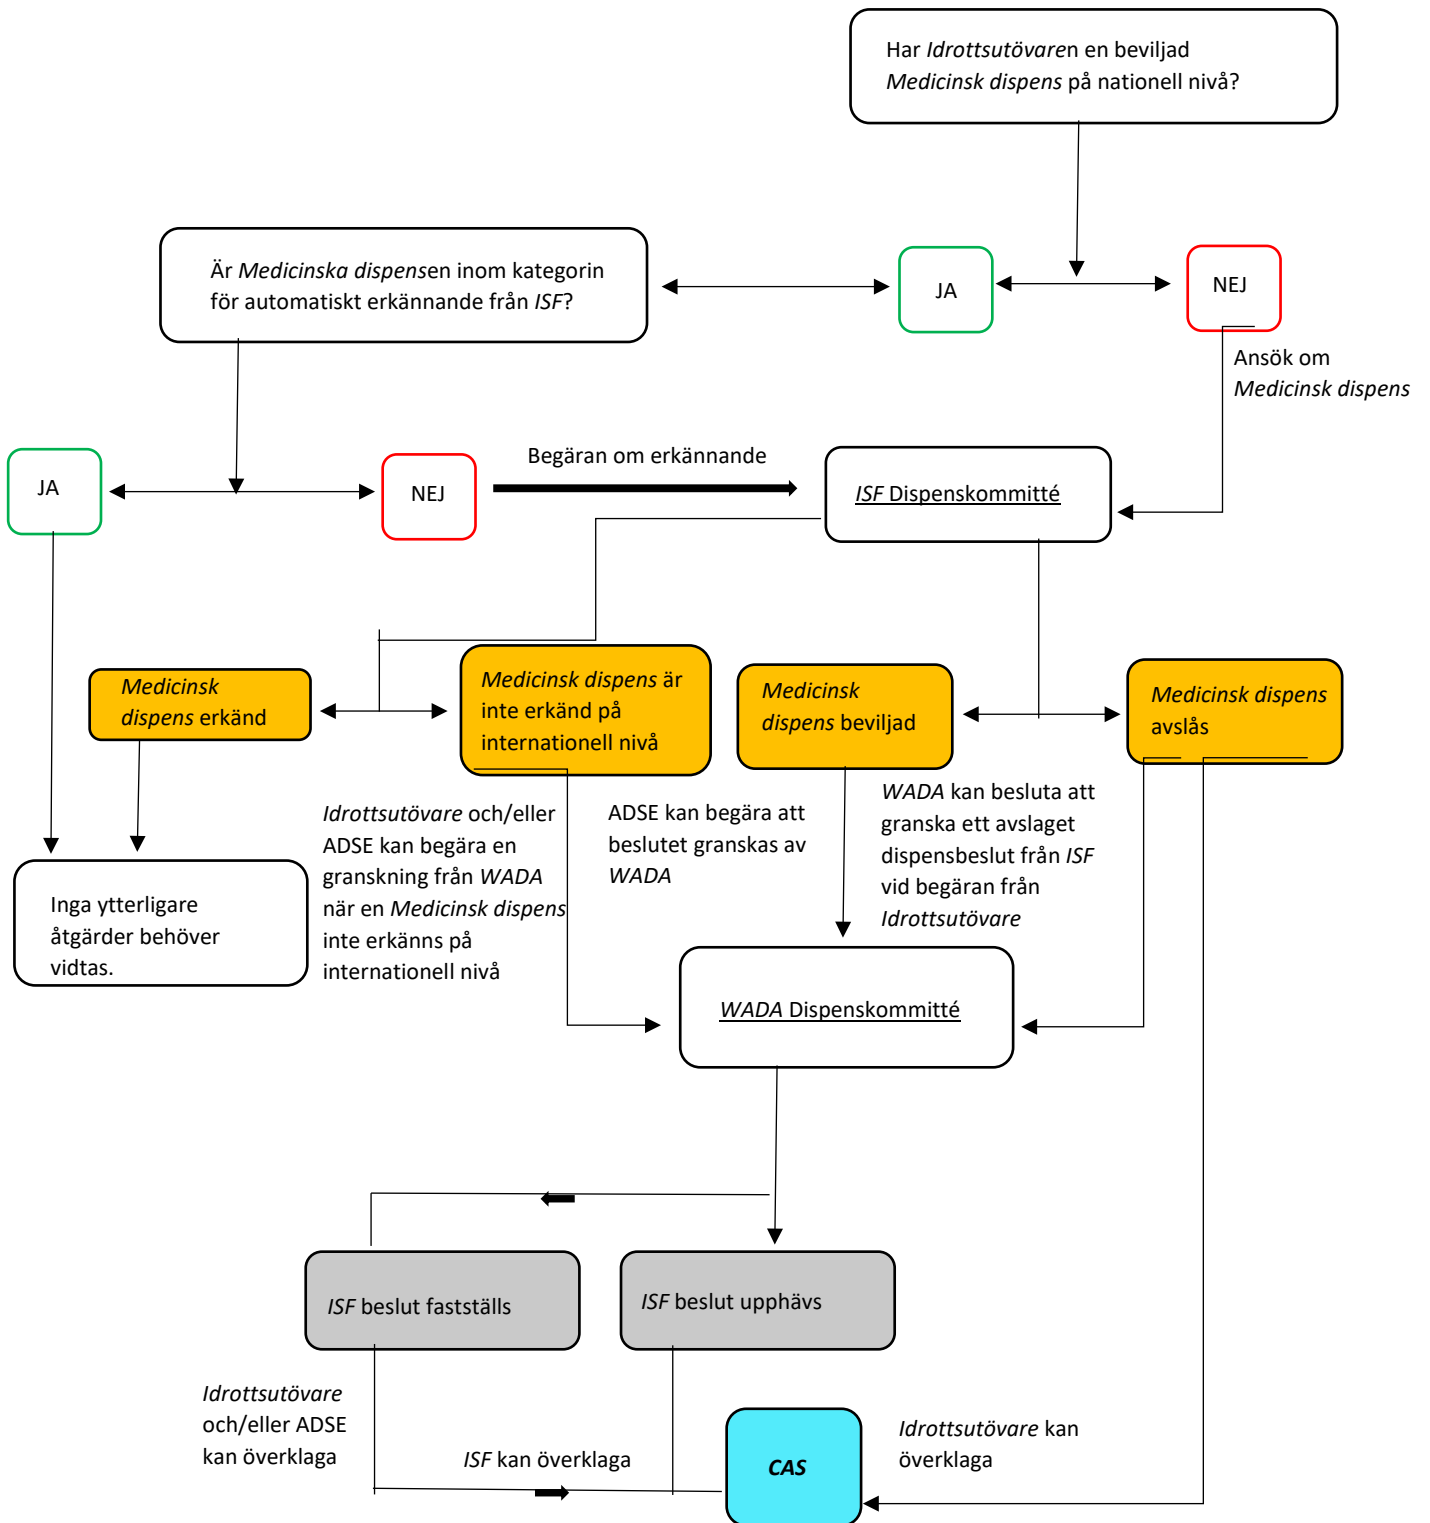 Har Idrottsutövaren en beviljad
Medicinsk dispens på nationell nivå?
Är Medicinska dispensen inom kategorin
för automatiskt erkännande från ISF?
JA
NEJ
Ansök om
Medicinsk dispens
JA
NEJ
Begäran om erkännande
ISF Dispenskommitté
Medicinsk
dispens erkänd
Medicinsk dispens är
inte erkänd på
internationell nivå
Medicinsk
dispens beviljad
Medicinsk dispens
avslås
Idrottsutövare och/eller
ADSE kan begära en
granskning från WADA
när en Medicinsk dispens
inte erkänns på
internationell nivå
ADSE kan begära att
beslutet granskas av
WADA
WADA kan besluta att
granska ett avslaget
dispensbeslut från ISF
vid begäran från
Idrottsutövare
Inga ytterligare
åtgärder behöver
vidtas.
WADA Dispenskommitté
ISF beslut fastställs
ISF beslut upphävs
Idrottsutövare
och/eller ADSE
kan överklaga
ISF kan överklaga
CAS
Idrottsutövare kan
överklaga